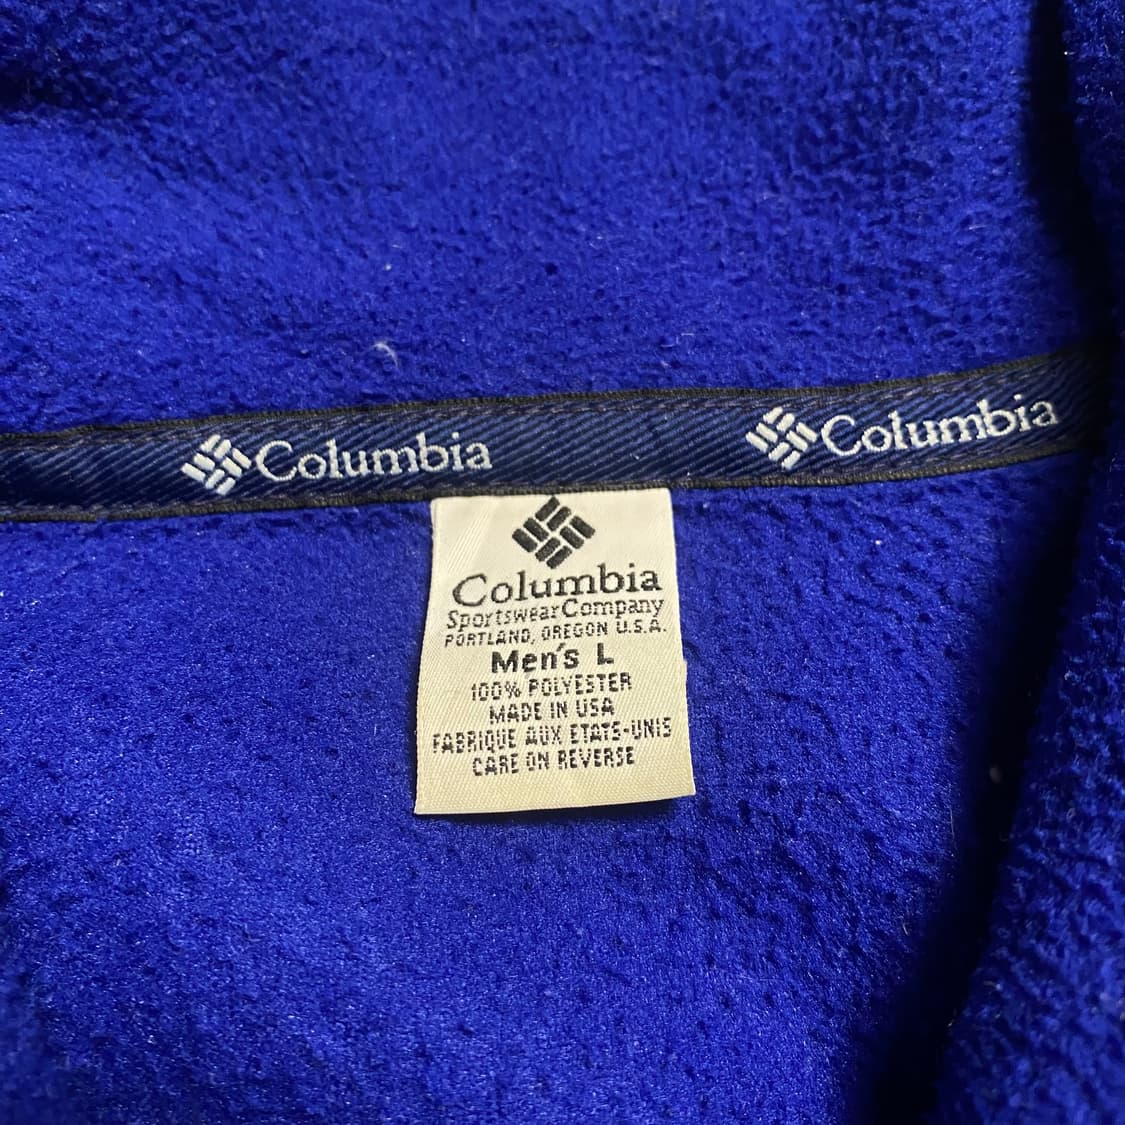 Columbia
Columbia
Columbia
Sportswear Company
PORTLAND, OREGON U.S.A.
Men's L
100% POLYESTER
MADE IN USA
FABRIQUE AUX ETATS-UNIS
CARE ON REVERSE